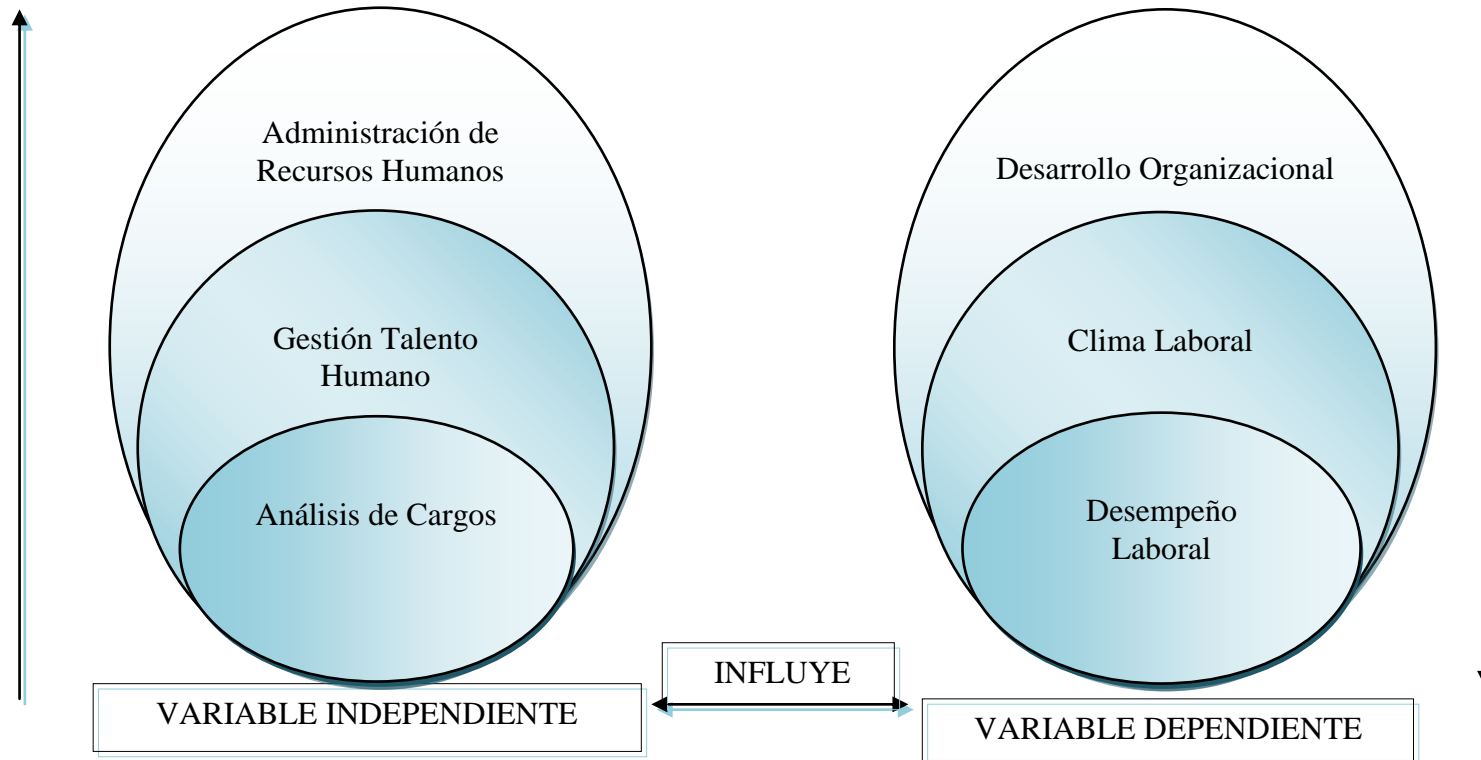 Administración de
Recursos Humanos
Gestión Talento
Humano
Análisis de Cargos
VARIABLE INDEPENDIENTE
INFLUYE
Desarrollo Organizacional
Clima Laboral
Desempeño
Laboral
VARIABLE DEPENDIENTE